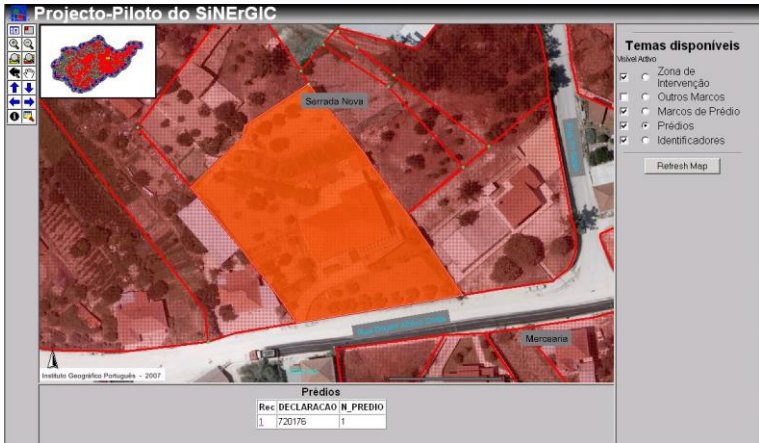 Projecto-Piloto do SiNErGIC
Temas disponíveis
Visível Activo
Zona de
Intervenção
Outros Marcos
Marcos de Prédio
Prédios
Identificadores
Refresh Map
Serrada Nova
Mercearia
Instituto Geográfico Português - 2007
Prédios
Rec DECLARACAO N_PREDIO
1 720176 1